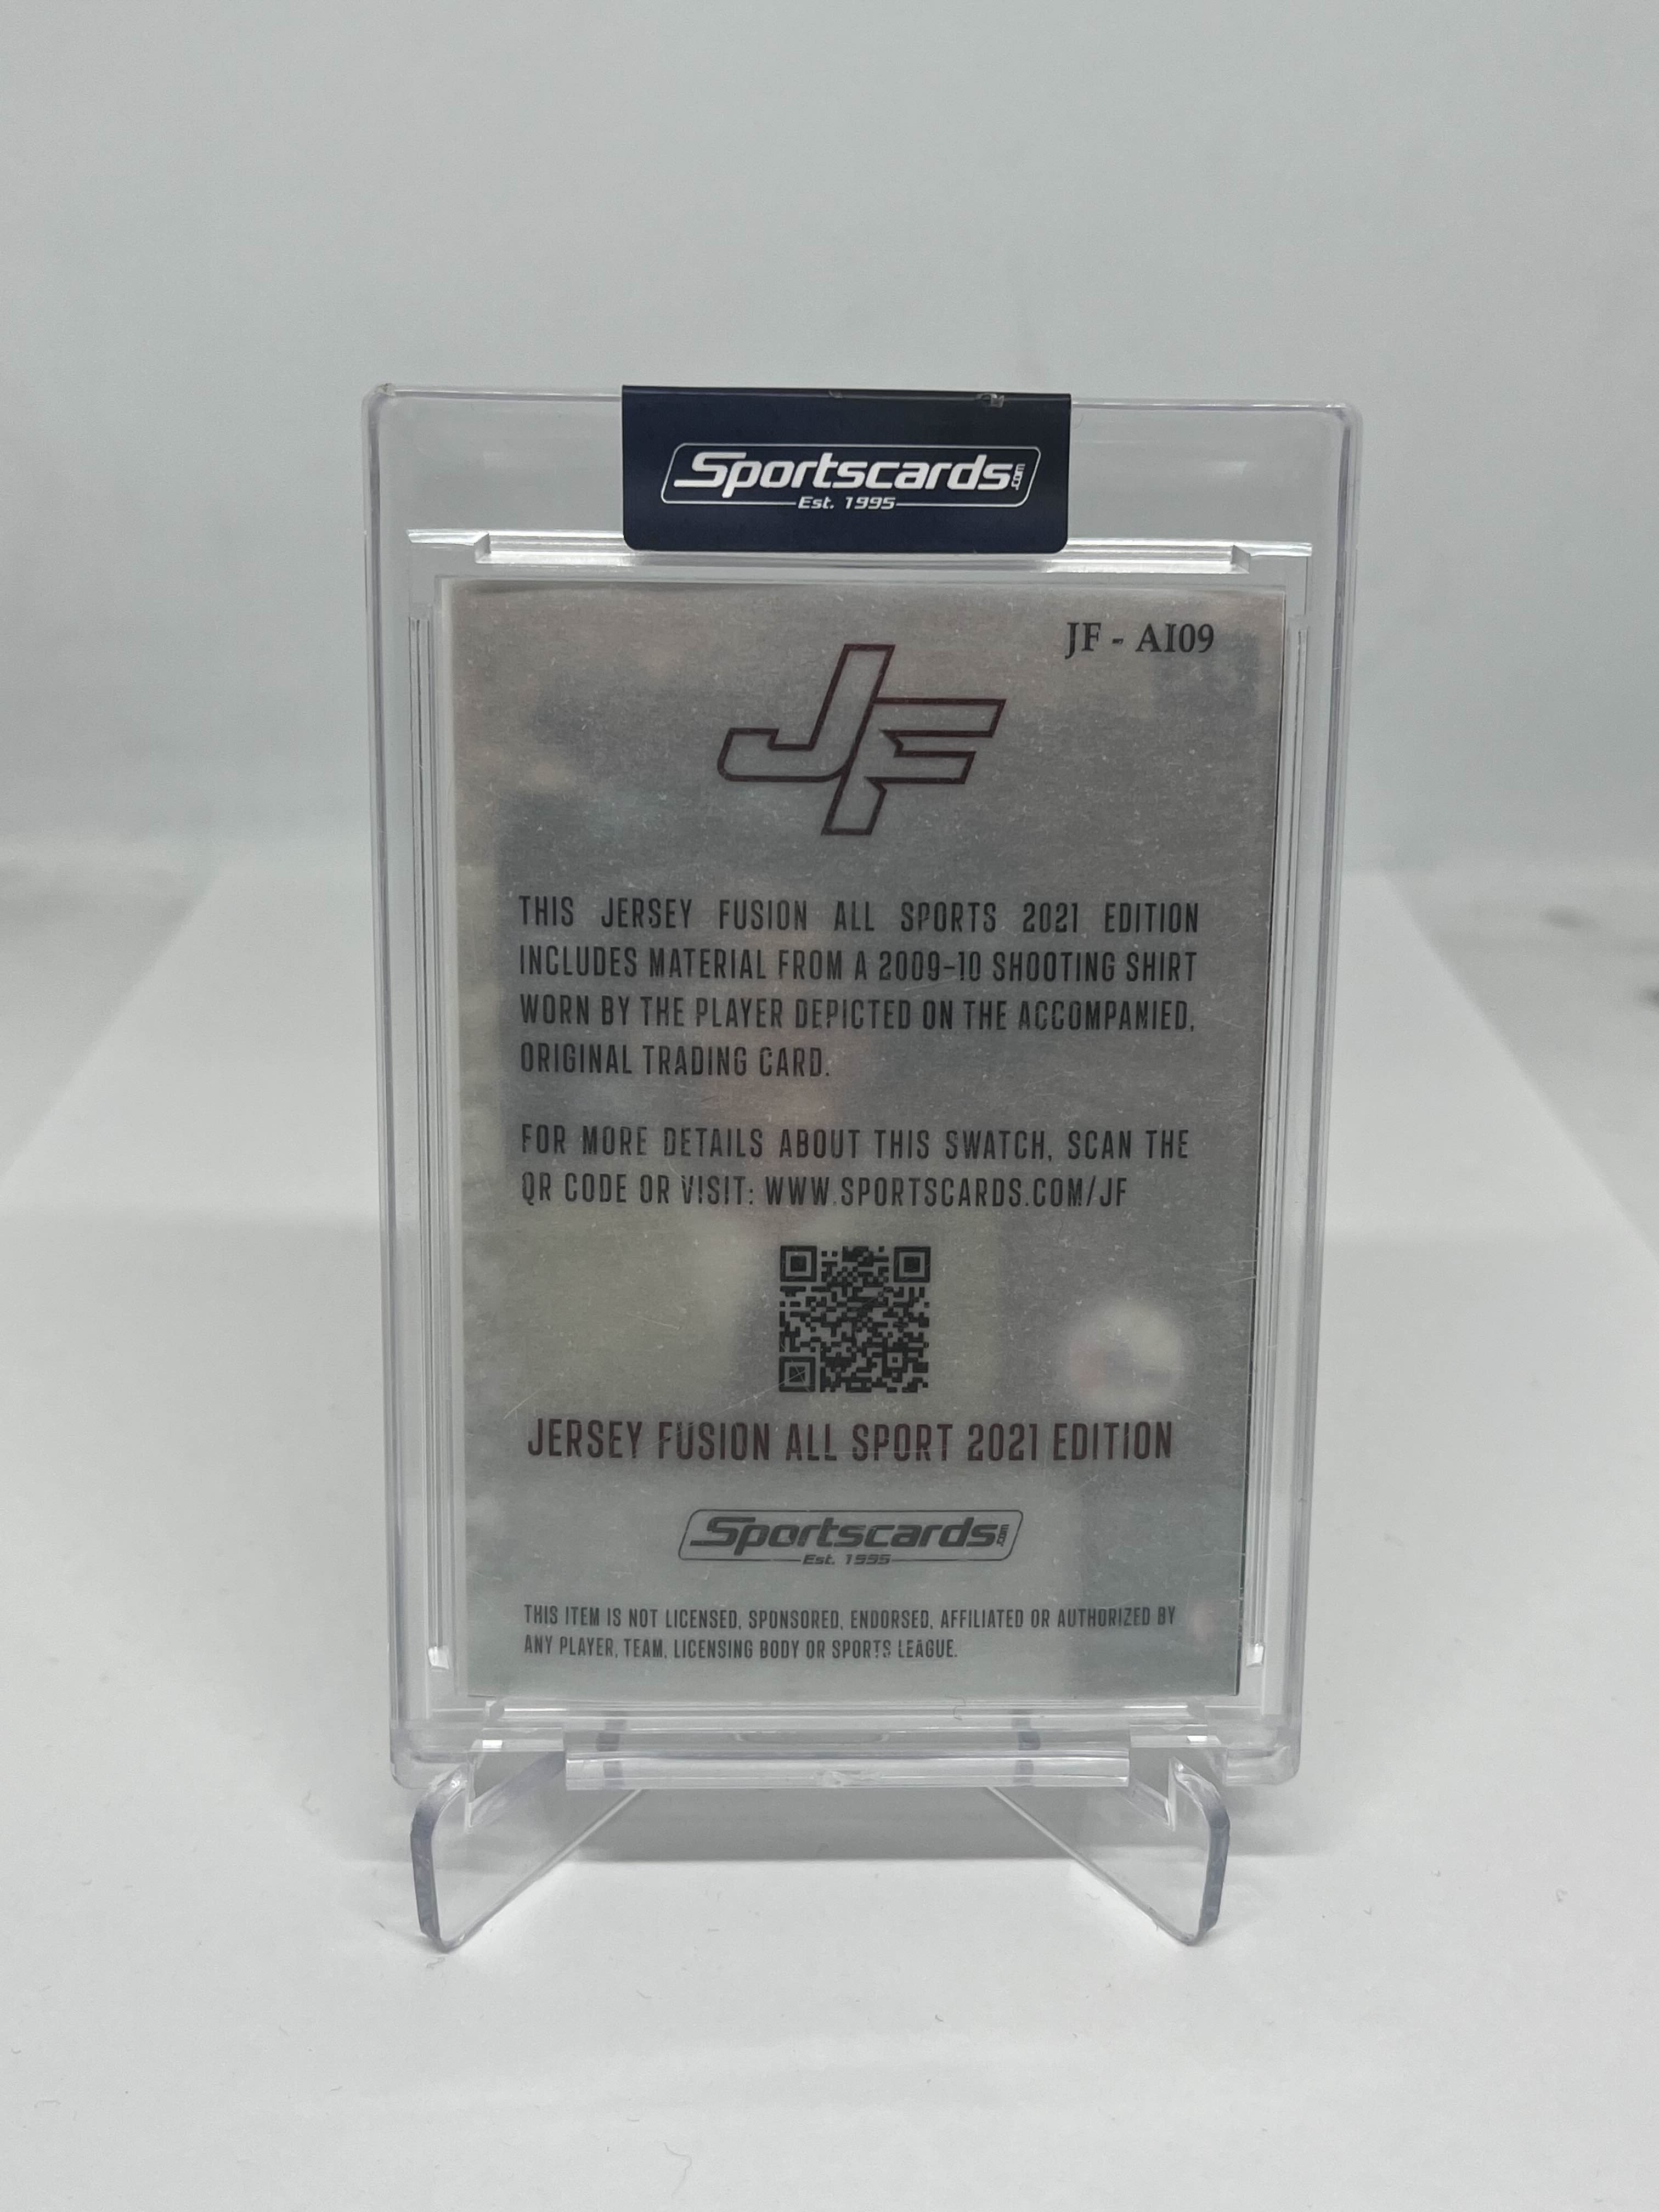 Sportscards.com
Est. 1995
JF - AI09
JF
THIS JERSEY FUSION ALL SPORTS 2021 EDITION
INCLUDES MATERIAL FROM A 2009-10 SHOOTING SHIRT
WORN BY THE PLAYER DEPICTED ON THE ACCOMPANIED,
ORIGINAL TRADING CARD.
FOR MORE DETAILS ABOUT THIS SWATCH, SCAN THE
QR CODE OR VISIT: WWW.SPORTSCARDS.COM/JF
JERSEY FUSION ALL SPORT 2021 EDITION
Sportscards.com
Est. 1995
THIS ITEM IS NOT LICENSED, SPONSORED, ENDORSED, AFFILIATED OR AUTHORIZED BY
ANY PLAYER, TEAM, LICENSING BODY OR SPORTS LEAGUE.